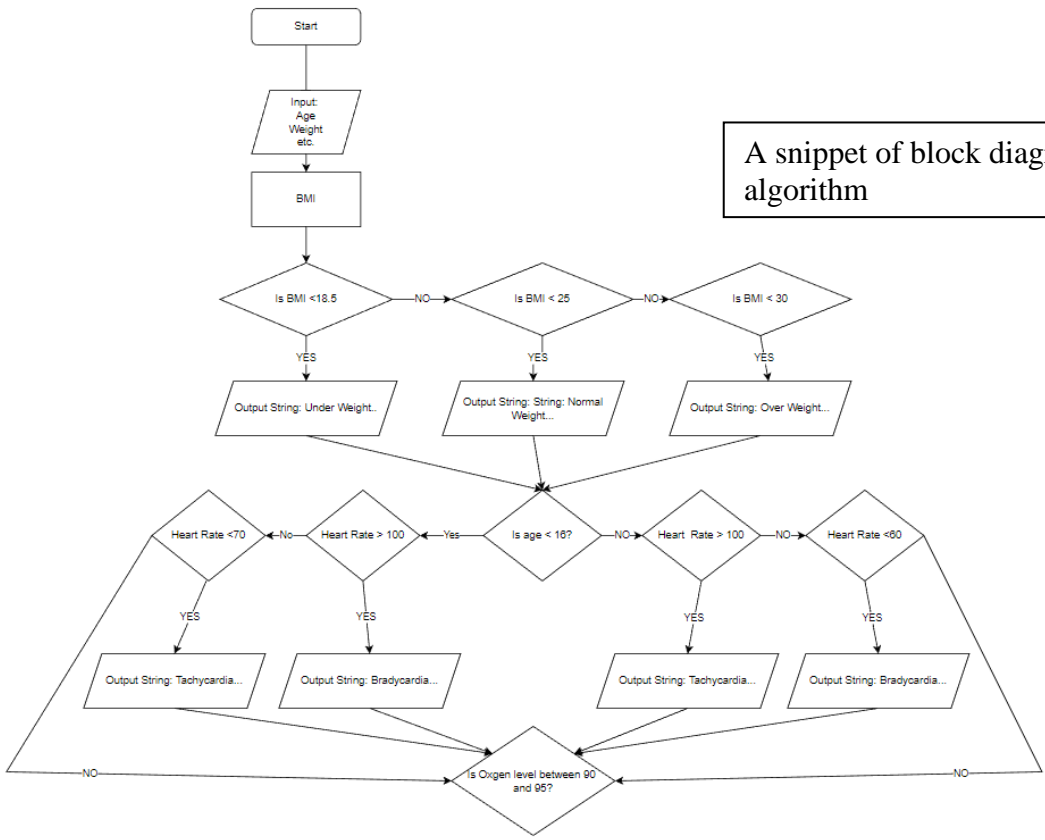 Start
Input:
Age
Weight
etc.
A snippet of block diag
algorithm
BMI
Is BMI <18.5
NO
Is BMI < 25
NO
Is BMI < 30
YES
YES
YES
Output String: Under Weight..
Output String: String: Normal
Weight...
Output String: Over Weight...
Heart Rate <70
No
Heart Rate > 100
Yes
Is age < 16?
NO
Heart Rate > 100
NO
Heart Rate <60
YES
YES
YES
YES
Output String: Tachycardia...
Output String: Bradycardia...
Output String: Tachycardia...
Output String: Bradycardia...
NO
Is Oxgen level between 90
and 95?
NO